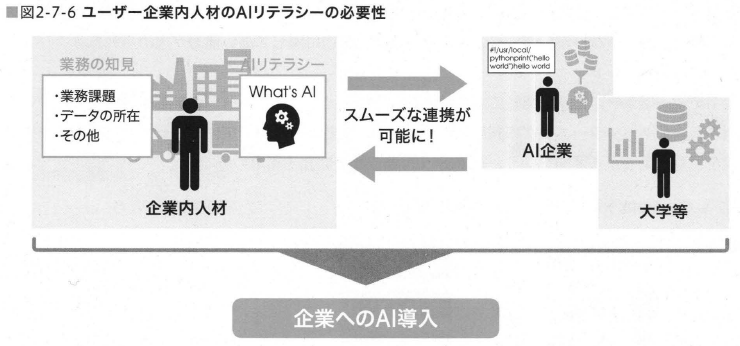 ■図2-7-6 ユーザー企業内人材のAIリテラシーの必要性
業務の知見
・業務課題
・データの所在
・その他
AIリテラシー
What's AI
企業内人材
スムーズな連携が
可能に！
#!/usr/local/
pythonprint("hello
world")hello world
AI企業
大学等
企業へのAI導入